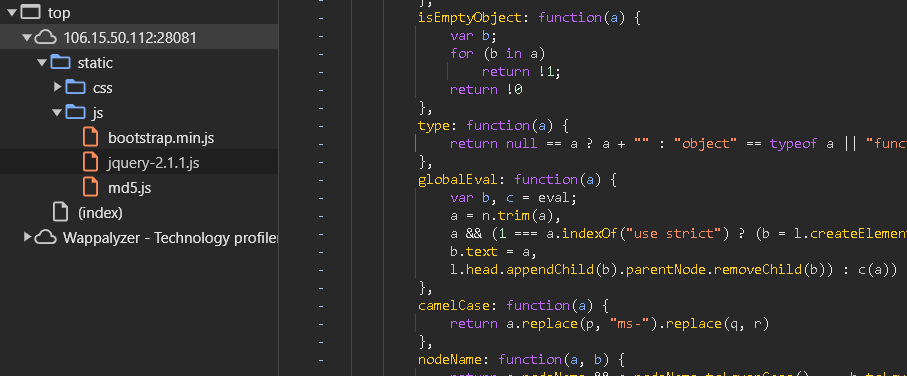 top
106.15.50.112:28081
static
css
js
bootstrap.min.js
jquery-2.1.1.js
md5.js
(index)
Wappalyzer - Technology profiler
},
isEmptyObject: function(a) {
var b;
for (b in a)
return !1;
return !0
},
type: function(a) {
return null == a ? a + "" : "object" == typeof a || "func
},
globalEval: function(a) {
var b, c = eval;
a = n.trim(a),
a && (1 === a.indexOf("use strict") ? (b = l.createElemen
b.text = a,
l.head.appendChild(b).parentNode.removeChild(b)) : c(a))
},
camelCase: function(a) {
return a.replace(p, "ms-").replace(q, r)
},
nodeName: function(a, b) {